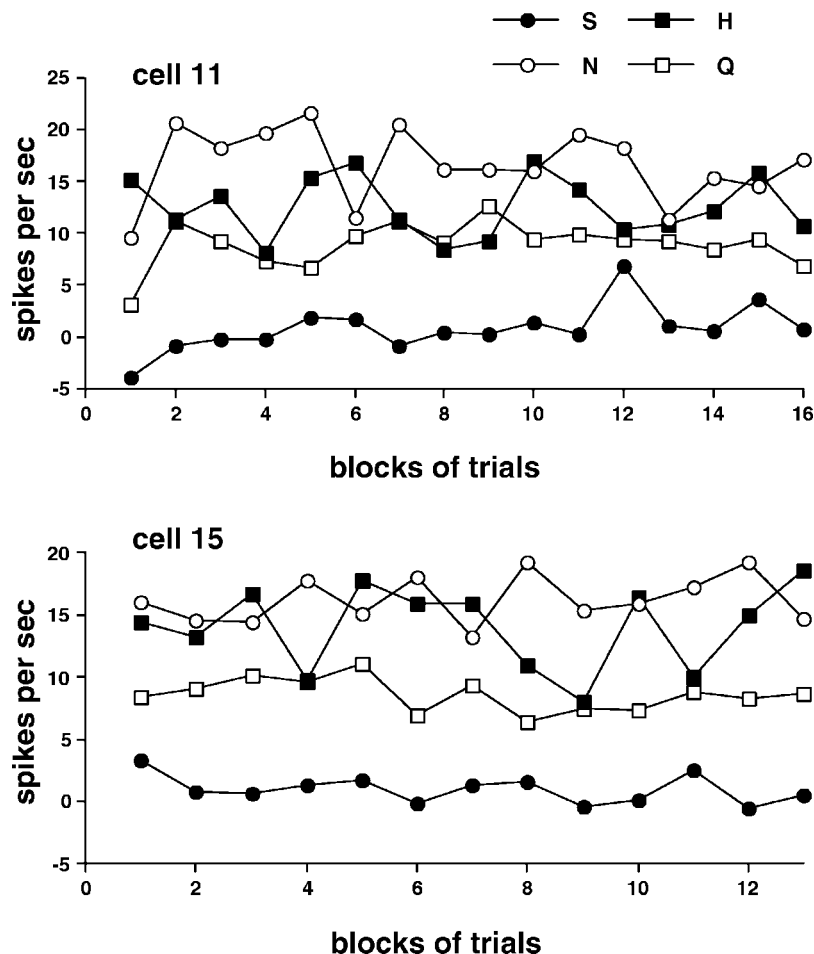 S H
N Q
cell 11
25
20
15
10
5
0
-5
0 2 4 6 8 10 12 14 16
spikes per sec
blocks of trials
cell 15
20
15
10
5
0
-5
0 2 4 6 8 10 12
spikes per sec
blocks of trials